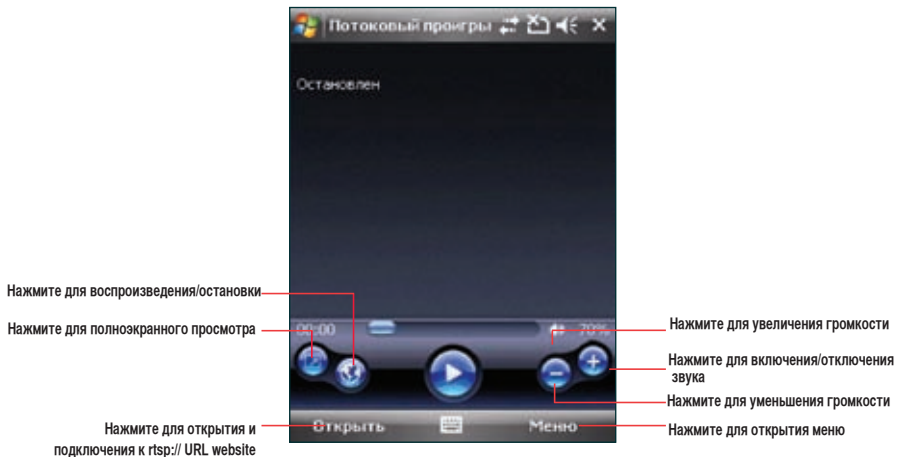 Потоковый проигры
Остановлен
Нажмите для воспроизведения/остановки
Нажмите для полноэкранного просмотра
00:00
70%
Нажмите для увеличения громкости
Нажмите для включения/отключения
звука
Нажмите для уменьшения громкости
Открыть
Меню
Нажмите для открытия меню
Нажмите для открытия и
подключения к rtsp:// URL website